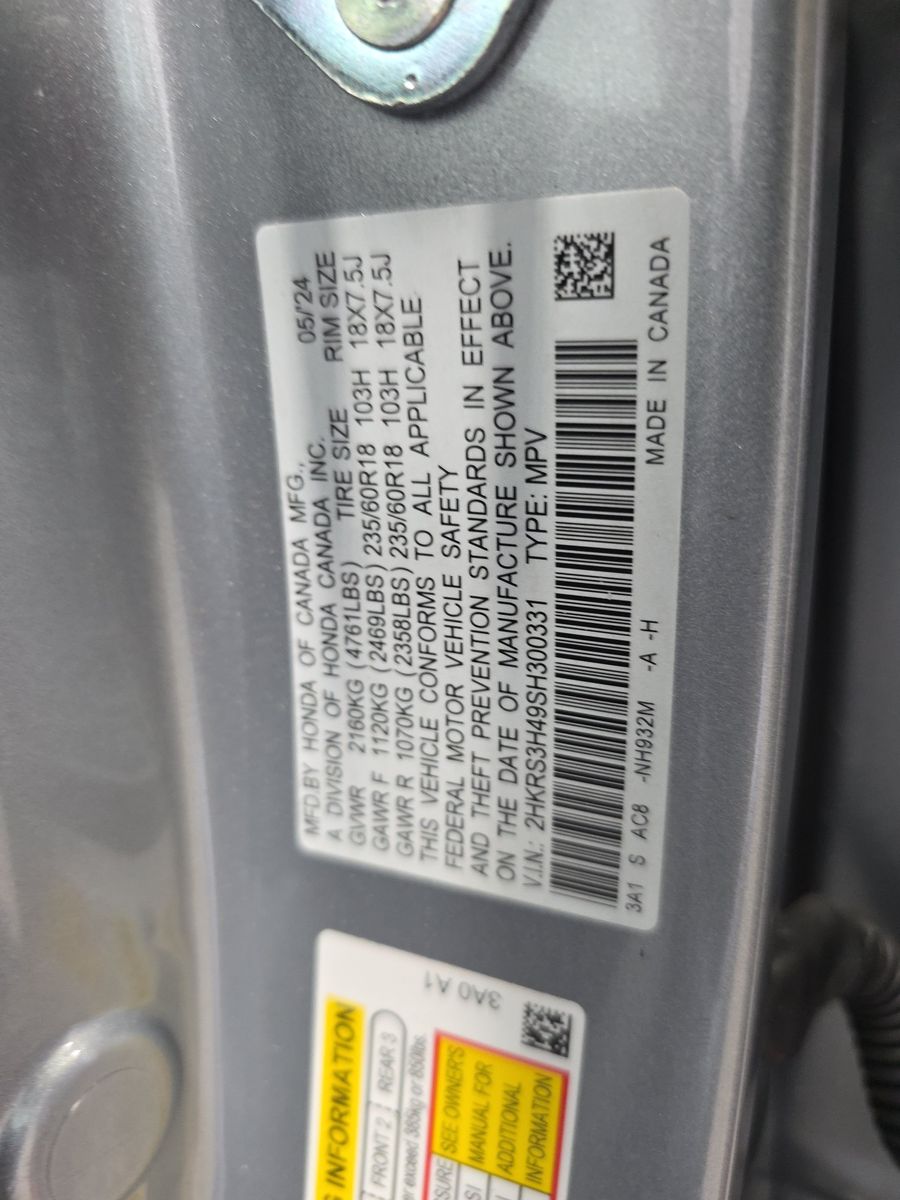 MFD.BY HONDA OF CANADA MFG., 05/'24
A DIVISION OF HONDA CANADA INC.
TIRE SIZE RIM SIZE
GVWR 2160KG (4761LBS)
GAWR F 1120KG (2469LBS) 235/60R18 103H 18X7.5J
GAWR R 1070KG (2358LBS) 235/60R18 103H 18X7.5J
THIS VEHICLE CONFORMS TO ALL APPLICABLE
FEDERAL MOTOR VEHICLE SAFETY
AND THEFT PREVENTION STANDARDS IN EFFECT
ON THE DATE OF MANUFACTURE SHOWN ABOVE.
V.I.N.: 2HKRS3H49SH300331 TYPE: MPV
3A1 S AC8 -NH932M -A -H MADE IN CANADA
3A0 A1
INFORMATION
FRONT 2 REAR 3
exceed 385kg or 850lbs.
SEE OWNER'S
MANUAL FOR
ADDITIONAL
INFORMATION